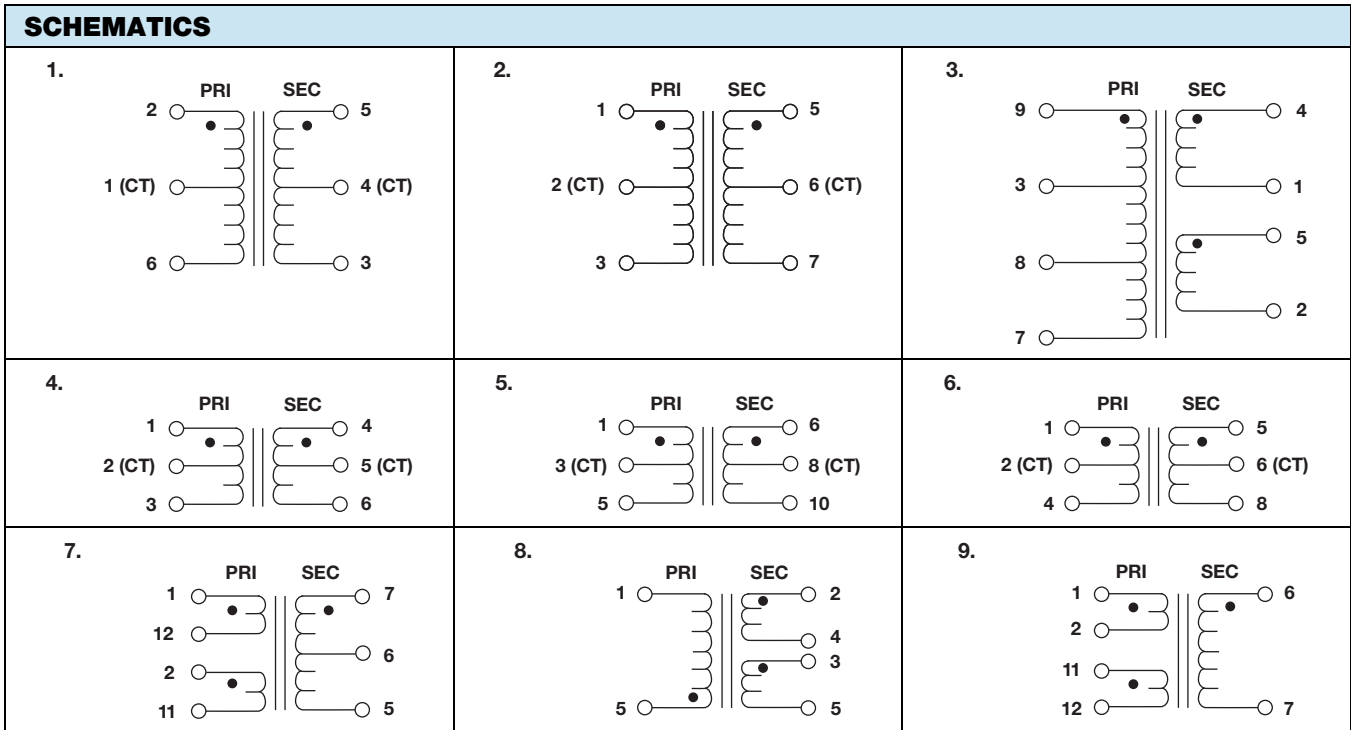 SCHEMATICS
1.
PRI SEC
2 5
1 (CT) 4 (CT)
6 3
2.
PRI SEC
1 5
2 (CT) 6 (CT)
3 7
3.
PRI SEC
9 4
3 1
5
8
2
7
4.
PRI SEC
1 4
2 (CT) 5 (CT)
3 6
5.
PRI SEC
1 6
3 (CT) 8 (CT)
5 10
6.
PRI SEC
1 5
2 (CT) 6 (CT)
4 8
7.
PRI SEC
1 7
12
6
2
11 5
8.
PRI SEC
1 2
4
3
5 5
9.
PRI SEC
1 6
2
11
12 7